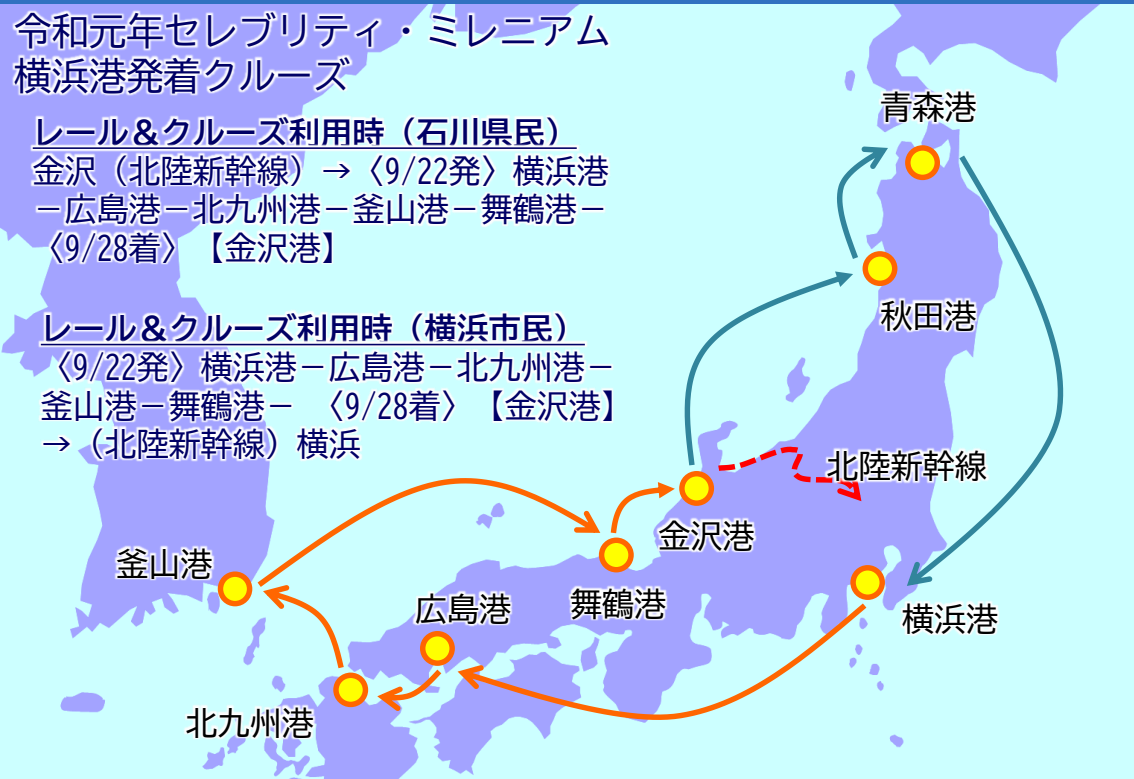 令和元年セレブリティ・ミレニアム
横浜港発着クルーズ
レール＆クルーズ利用時（石川県民）
金沢（北陸新幹線）→〈9/22発〉横浜港
－広島港－北九州港－釜山港－舞鶴港－
〈9/28着〉【金沢港】
レール＆クルーズ利用時（横浜市民）
〈9/22発〉横浜港－広島港－北九州港－
釜山港－舞鶴港－ 〈9/28着〉【金沢港】
→（北陸新幹線）横浜
青森港
秋田港
北陸新幹線
金沢港
釜山港
舞鶴港
広島港
横浜港
北九州港